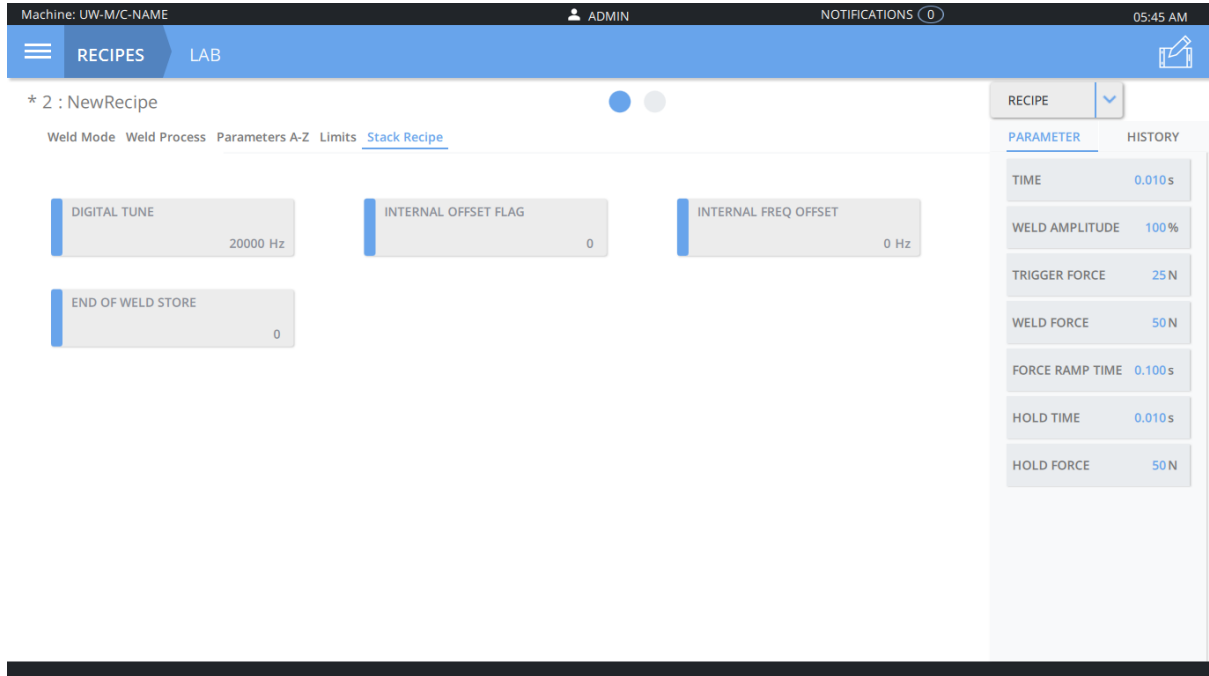 Machine: UW-M/C-NAME ADMIN NOTIFICATIONS 0 05:45 AM
RECIPES LAB
* 2 : NewRecipe
Weld Mode Weld Process Parameters A-Z Limits Stack Recipe
DIGITAL TUNE
20000 Hz
INTERNAL OFFSET FLAG
0
INTERNAL FREQ OFFSET
0 Hz
END OF WELD STORE
0
RECIPE
PARAMETER HISTORY
TIME 0.010 s
WELD AMPLITUDE 100 %
TRIGGER FORCE 25 N
WELD FORCE 50 N
FORCE RAMP TIME 0.100 s
HOLD TIME 0.010 s
HOLD FORCE 50 N